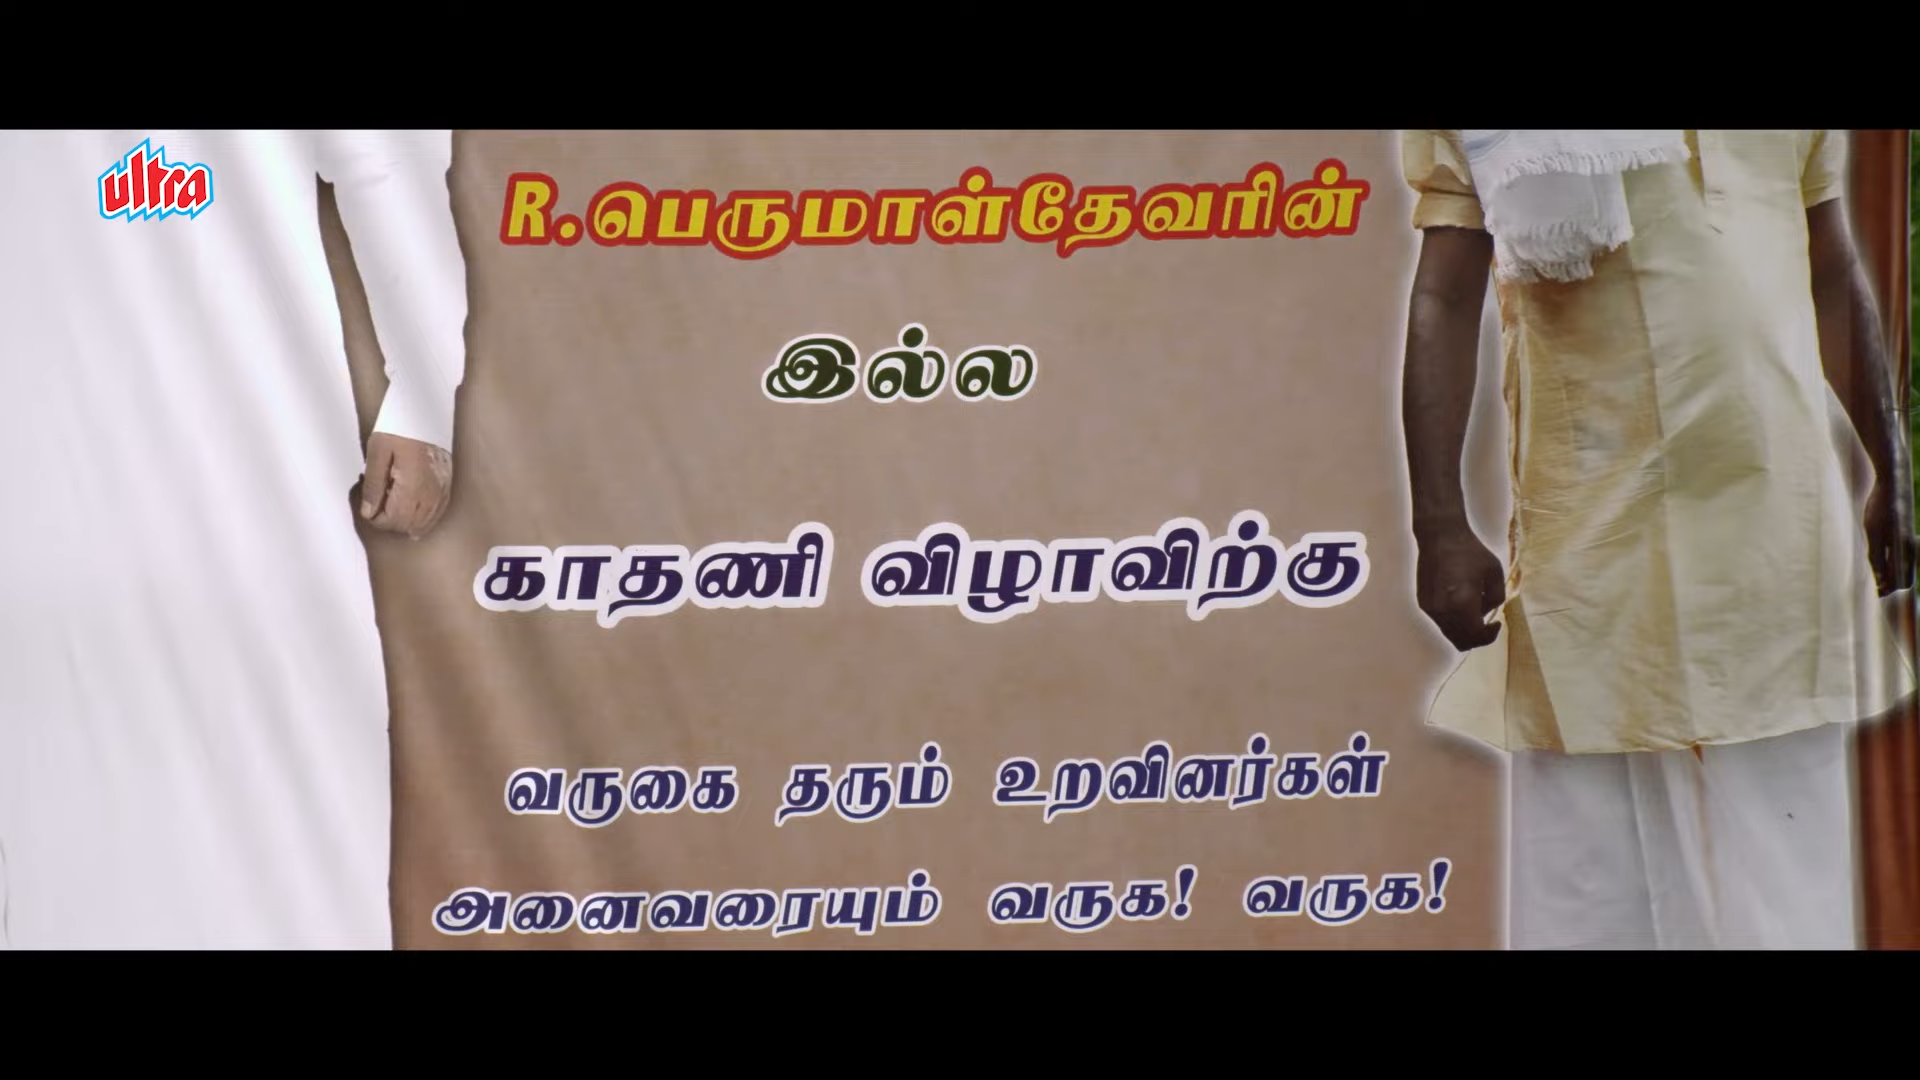 ultra
R.பெருமாள்தேவரின்
இல்ல
காதணி விழாவிற்கு
வருகை தரும் உறவினர்கள்
அனைவரையும் வருக! வருக!